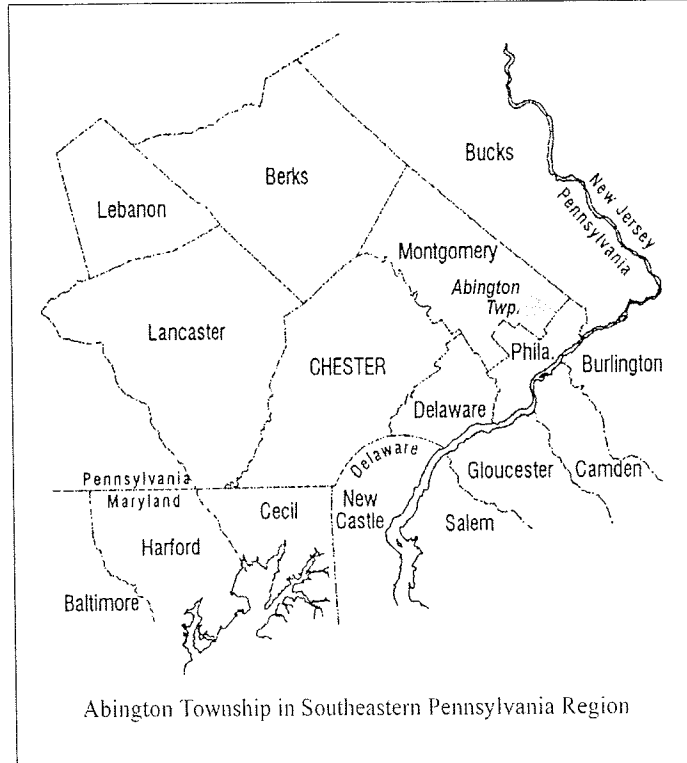 Bucks
New Jersey
Pennsylvania
Berks
Lebanon
Montgomery
Abington
Twp.
Lancaster
Phila.
CHESTER
Burlington
Delaware
Delaware
Gloucester
Camden
Pennsylvania
Maryland
Cecil
New
Castle
Salem
Harford
Baltimore
Abington Township in Southeastern Pennsylvania Region